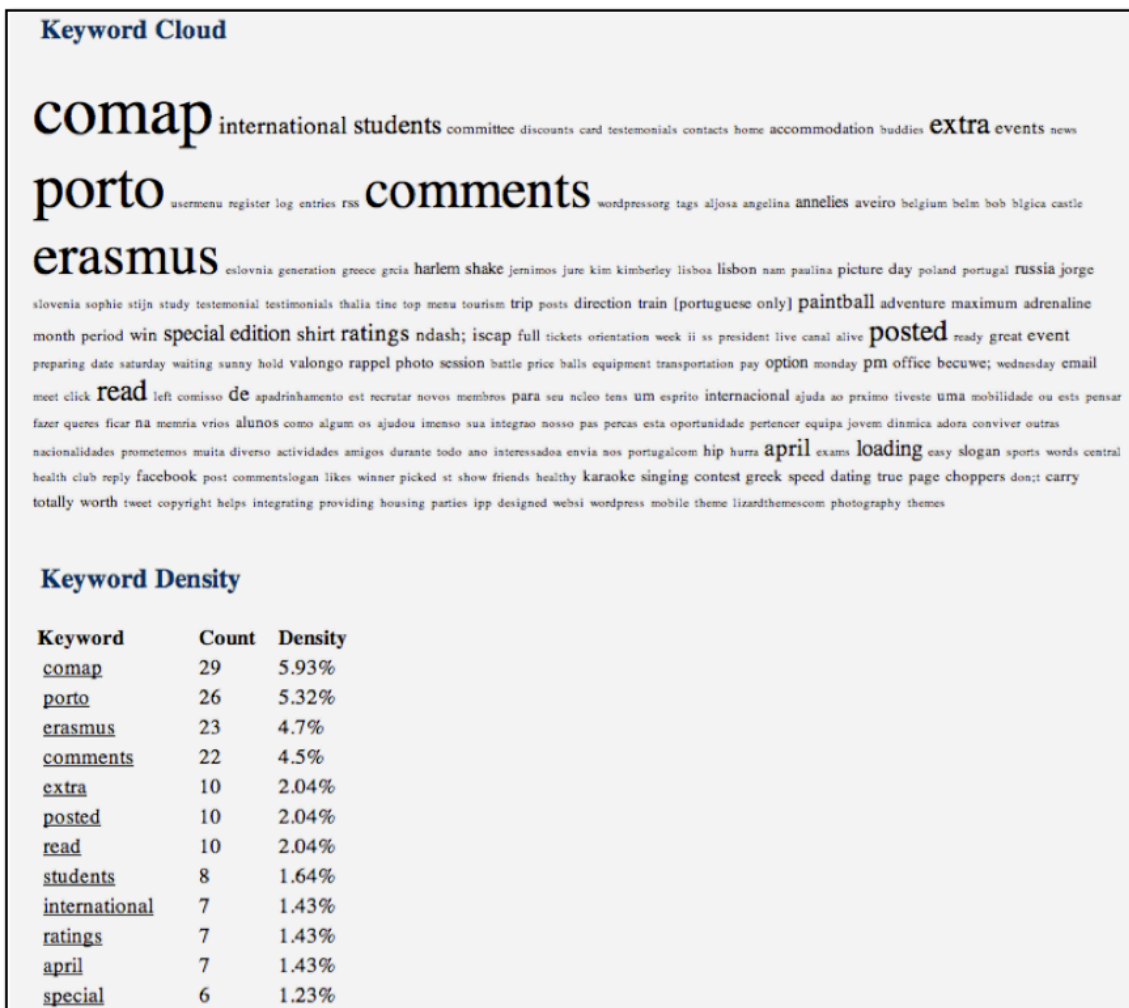 Keyword Cloud
comap international students committee discounts card testemonials contacts home accommodation buddies extra events news
porto usermenu register log entries rss comments wordpressorg tags aljosa angelina annelies aveiro belgium belm bob blgica castle
erasmus eslovnia generation greece grcia harlem shake jernimos jure kim kimberley lisboa lisbon nam paulina picture day poland portugal russia jorge
slovenia sophie stijn study testemonial testimonials thalia tine top menu tourism trip posts direction train [portuguese only] paintball adventure maximum adrenaline
month period win special edition shirt ratings ndash; iscap full tickets orientation week ii ss president live canal alive posted ready great event
preparing date saturday waiting sunny hold valongo rappel photo session battle price balls equipment transportation pay option monday pm office becuwe; wednesday email
meet click read left comisso de apadrinhamento est recrutar novos membros para seu ncleo tens um esprito internacional ajuda ao prximo tiveste uma mobilidade ou ests pensar
fazer queres ficar na memria vrios alunos como algum os ajudou imenso sua integrao nosso pas percas esta oportunidade pertencer equipa jovem dinmica adora conviver outras
nacionalidades prometemos muita diverso actividades amigos durante todo ano interessadoa envia nos portugalcom hip hurra april exams loading easy slogan sports words central
health club reply facebook post commentslogan likes winner picked st show friends healthy karaoke singing contest greek speed dating true page choppers don;t carry
totally worth tweet copyright helps integrating providing housing parties ipp designed websi wordpress mobile theme lizardthemescom photography themes
Keyword Density
Keyword Count Density
comap 29 5.93%
porto 26 5.32%
erasmus 23 4.7%
comments 22 4.5%
extra 10 2.04%
posted 10 2.04%
read 10 2.04%
students 8 1.64%
international 7 1.43%
ratings 7 1.43%
april 7 1.43%
special 6 1.23%